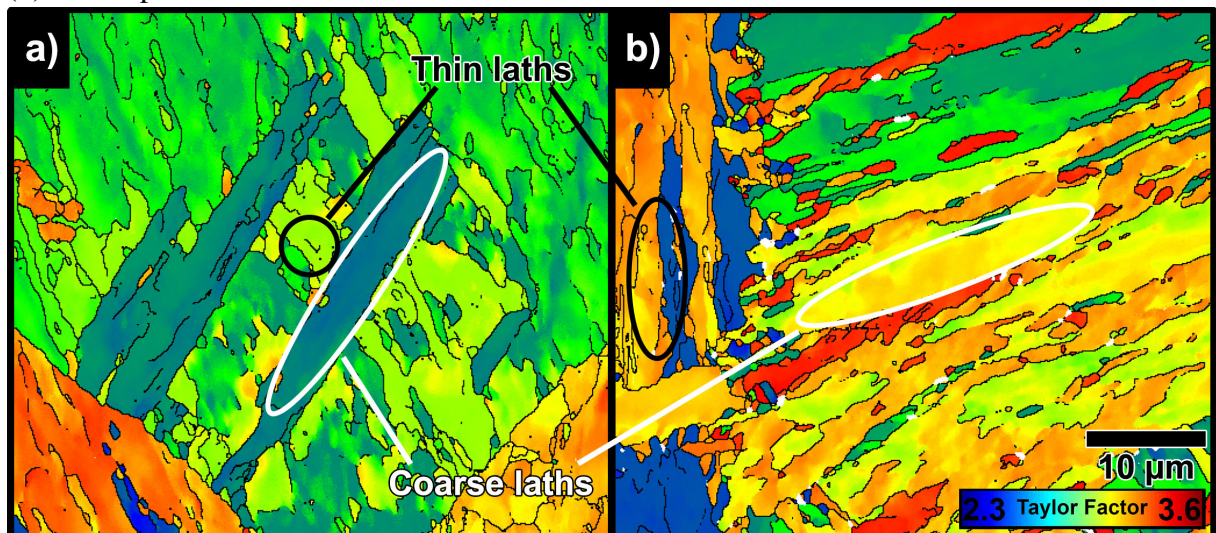 a)
b)
Thin laths
Coarse laths
10 µm
2.3 Taylor Factor 3.6